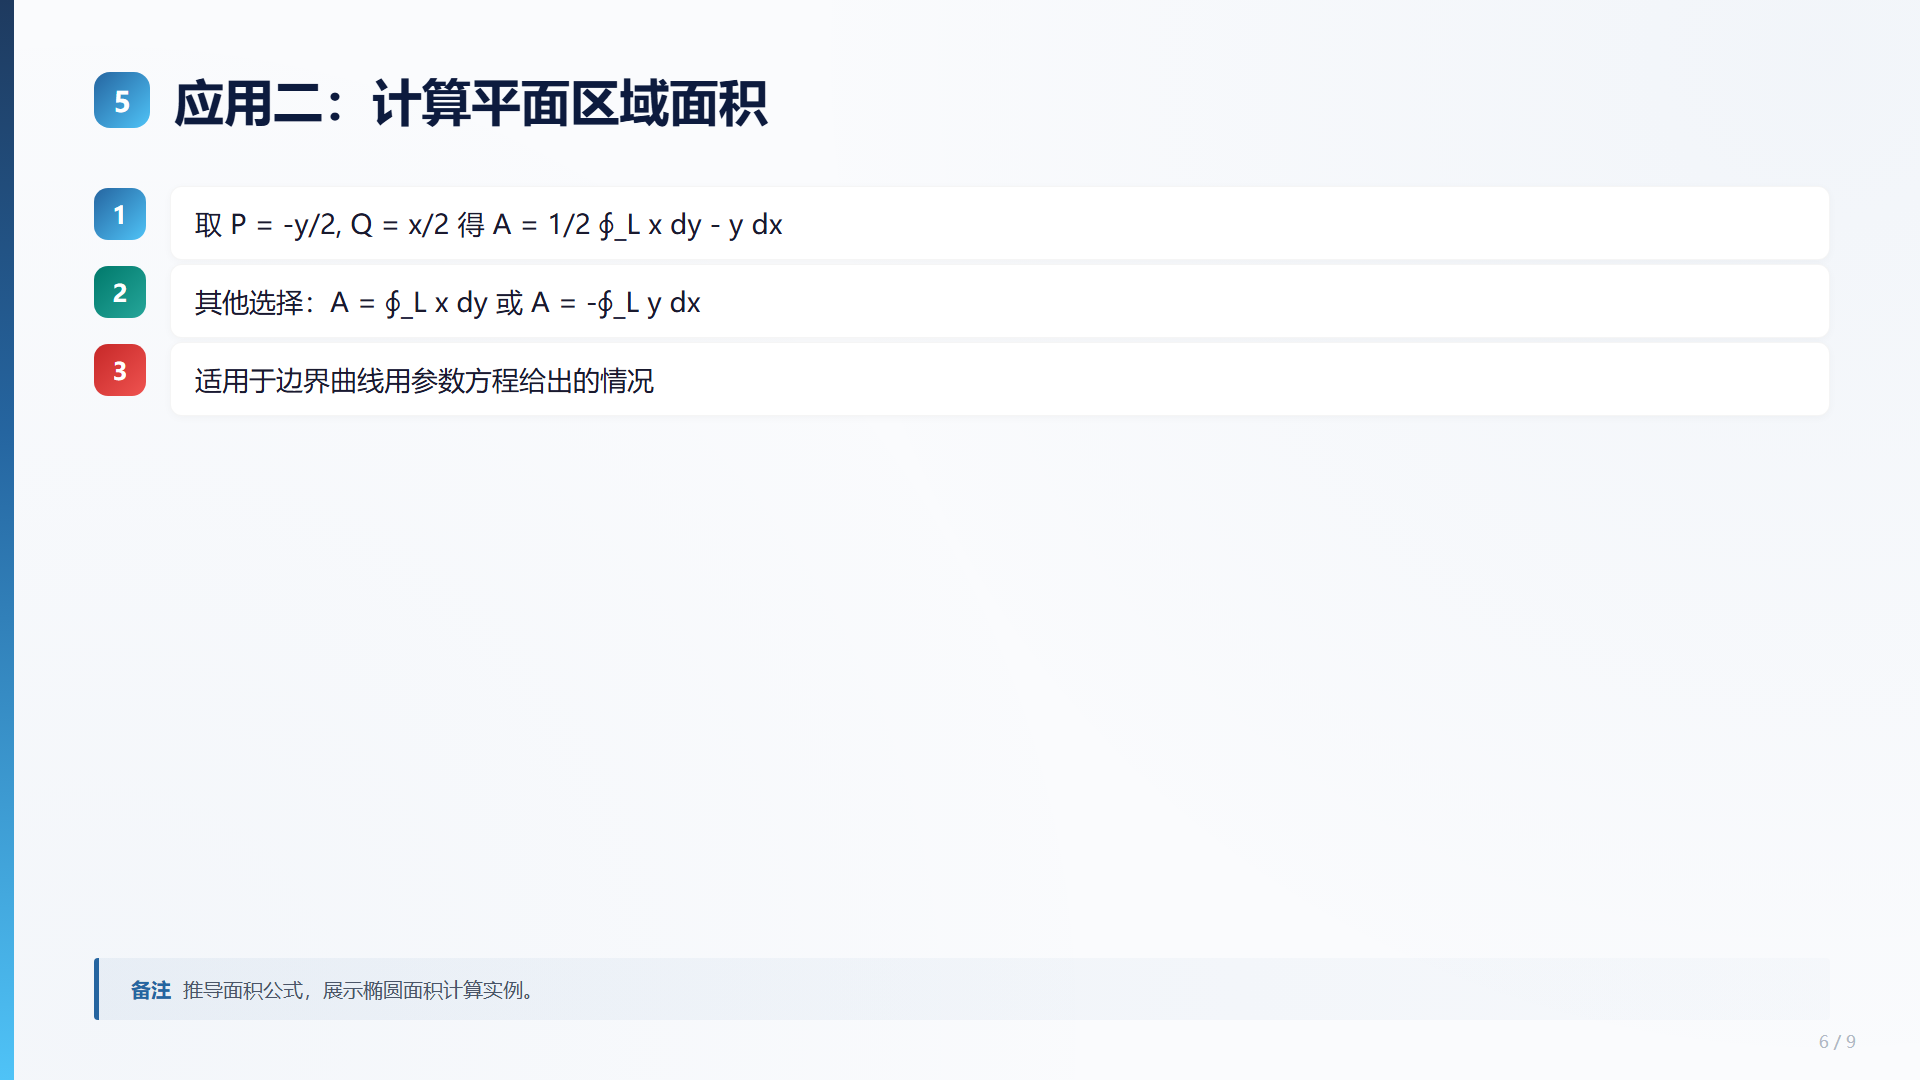 5 应用二：计算平面区域面积
1 取 P = -y/2, Q = x/2 得 A = 1/2 ∮_L x dy - y dx
2 其他选择：A = ∮_L x dy 或 A = -∮_L y dx
3 适用于边界曲线用参数方程给出的情况
备注 推导面积公式，展示椭圆面积计算实例。
6 / 9